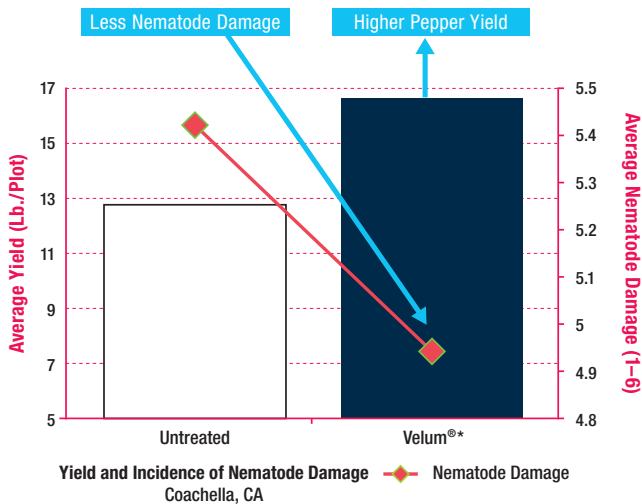 Less Nematode Damage
Higher Pepper Yield
Average Yield (Lb./Plot)
17
15
13
11
9
7
5
5.5
5.4
5.3
5.2
5.1
5
4.9
4.8
Average Nematode Damage (1–6)
Untreated
Velum®*
Yield and Incidence of Nematode Damage
Coachella, CA
Nematode Damage